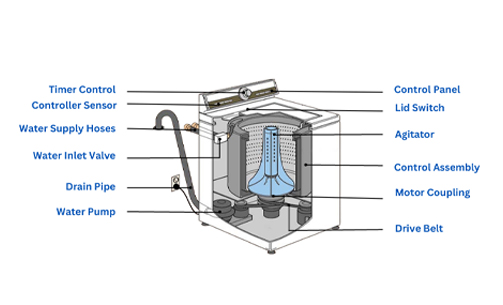 Timer Control
Controller Sensor
Water Supply Hoses
Water Inlet Valve
Drain Pipe
Water Pump
Control Panel
Lid Switch
Agitator
Control Assembly
Motor Coupling
Drive Belt